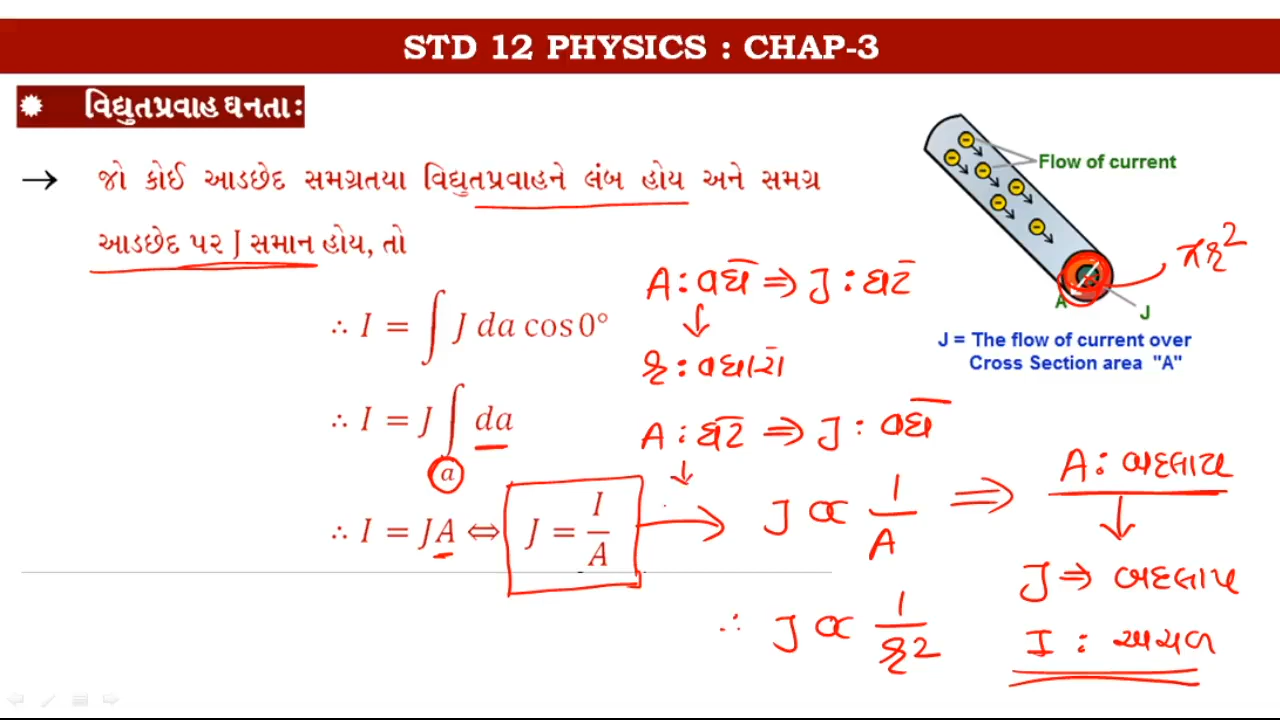 STD 12 PHYSICS : CHAP-3
વિદ્યુતપ્રવાહ ઘનતા:
→ જો કોઈ આડછેદ સમગ્રતયા વિદ્યુતપ્રવાહને લંબ હોય અને સમગ્ર
આડછેદ પર J સમાન હોય, તો
∴ I = ∫ J da cos 0°
∴ I = J ∫ da
a
∴ I = JA ⇔ J = I/A
Flow of current
A
J
J = The flow of current over
Cross Section area "A"
πr²
A : વધે ⇒ J : ઘટે
↓
r : વધારો
A : ઘટે ⇒ J : વધે
↓
→ J ∝ 1/A ⇒ A : બદલાય
↓
J ⇒ બદલાય
∴ J ∝ 1/r²
I : અચળ